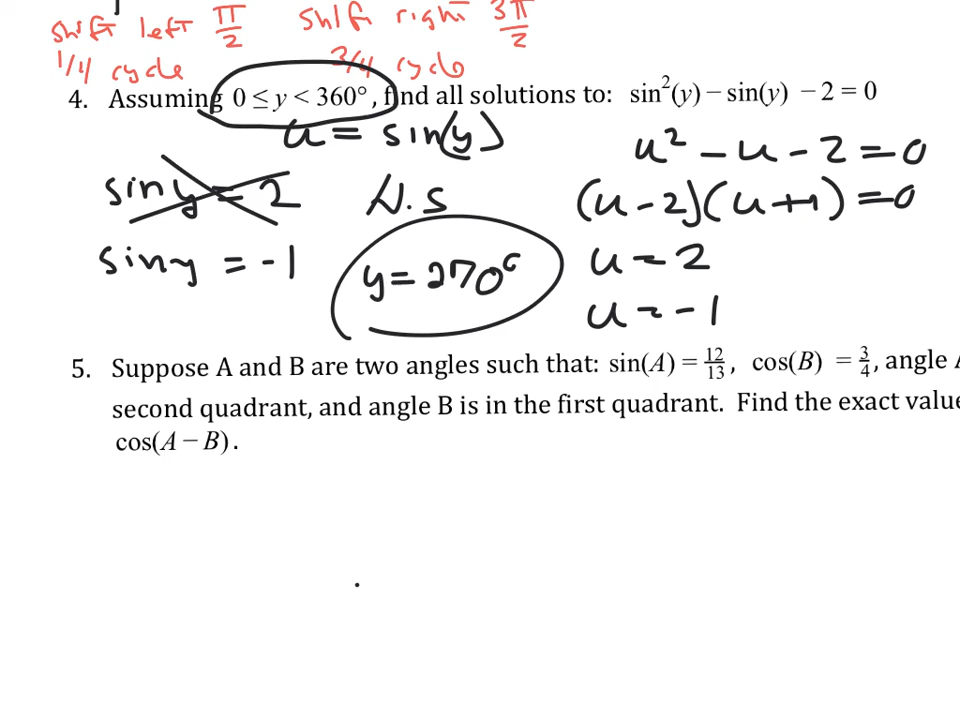 shift left π/2 shift right 3π/2
1/4 cycle 3/4 cycle
4. Assuming 0 ≤ y < 360°, find all solutions to: sin²(y) − sin(y) − 2 = 0
u = sin(y) u² − u − 2 = 0
sin y = 2 N.S (u − 2)(u + 1) = 0
sin y = −1 y = 270° u = 2
u = −1
5. Suppose A and B are two angles such that: sin(A) = 12/13, cos(B) = 3/4, angle A
second quadrant, and angle B is in the first quadrant. Find the exact value
cos(A − B).